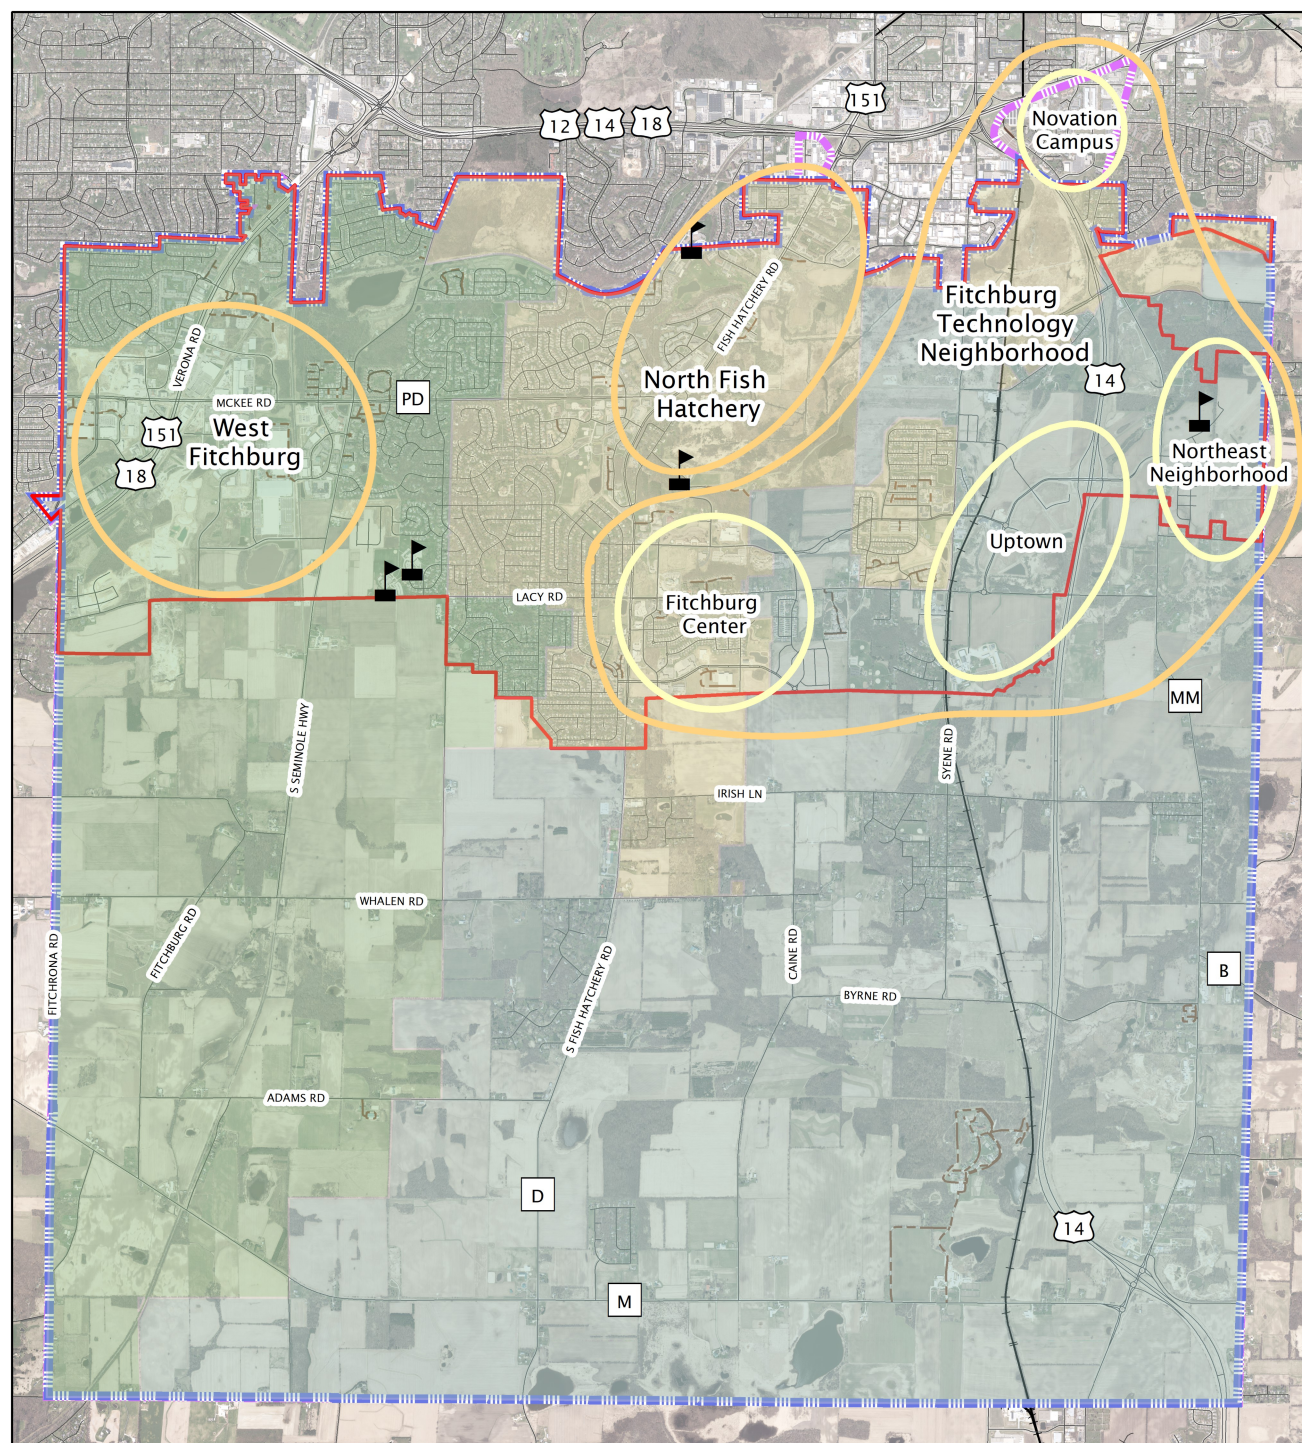 151
12
14
18
Novation
Campus
FISH HATCHERY RD
Fitchburg
Technology
Neighborhood
VERONA RD
14
North Fish
Hatchery
PD
MCKEE RD
West
Fitchburg
151
18
Northeast
Neighborhood
Uptown
LACY RD
Fitchburg
Center
MM
S SEMINOLE HWY
SYENE RD
IRISH LN
WHALEN RD
FITCHBURG RD
FITCHRONA RD
CAINE RD
B
S FISH HATCHERY RD
BYRNE RD
ADAMS RD
D
14
M